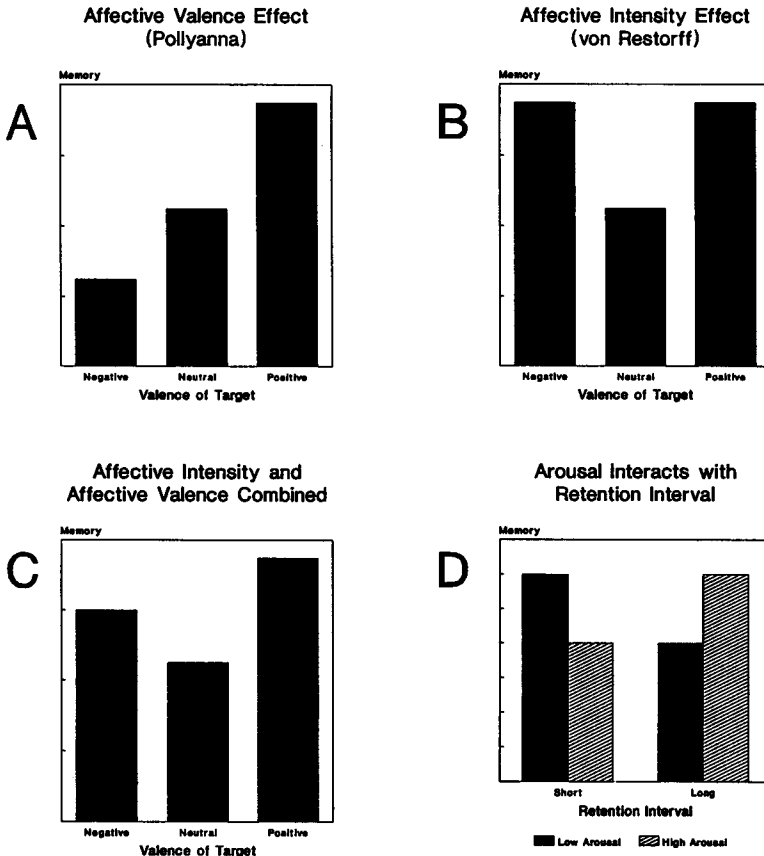 Affective Valence Effect
(Pollyanna)
Memory
A
Negative Neutral Positive
Valence of Target
Affective Intensity Effect
(von Restorff)
Memory
B
Negative Neutral Positive
Valence of Target
Affective Intensity and
Affective Valence Combined
Memory
C
Negative Neutral Positive
Valence of Target
Arousal Interacts with
Retention Interval
Memory
D
Short Long
Retention Interval
Low Arousal High Arousal